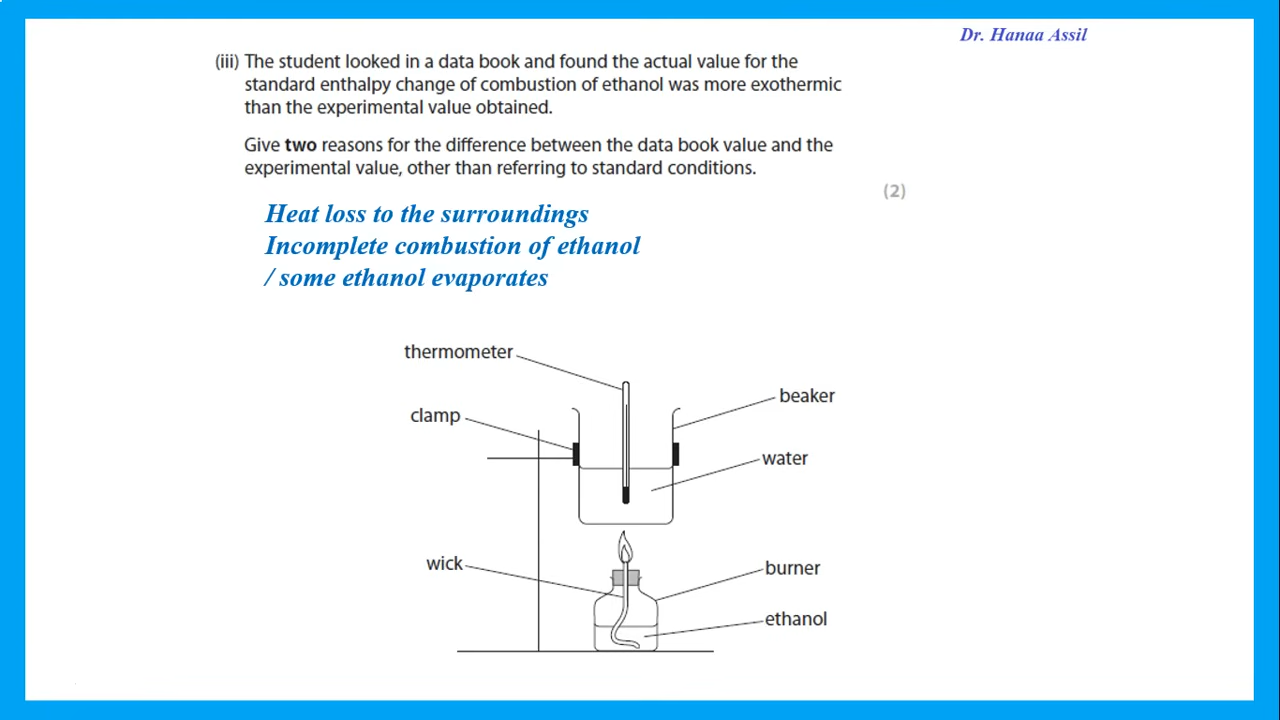 Dr. Hanaa Assil
(iii) The student looked in a data book and found the actual value for the
standard enthalpy change of combustion of ethanol was more exothermic
than the experimental value obtained.
Give two reasons for the difference between the data book value and the
experimental value, other than referring to standard conditions.
(2)
Heat loss to the surroundings
Incomplete combustion of ethanol
/ some ethanol evaporates
thermometer
beaker
clamp
water
wick
burner
ethanol